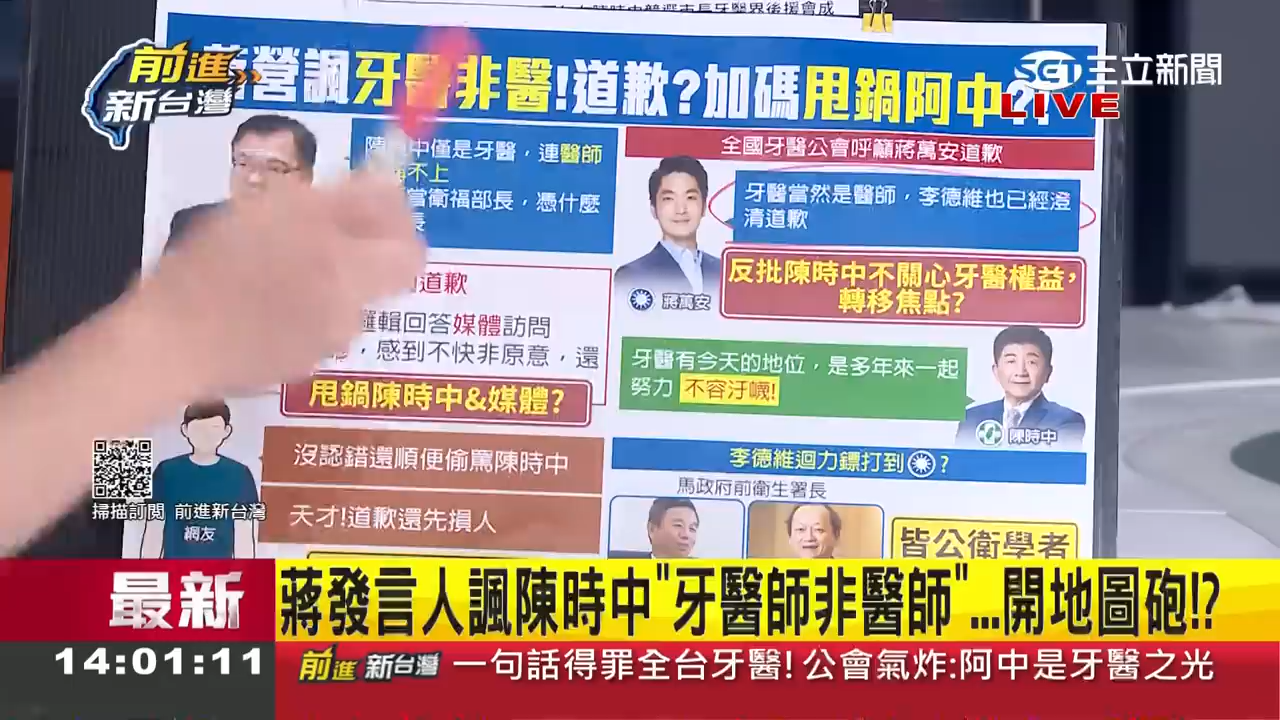 前進
新台灣
SET三立新聞
LIVE
營諷牙醫非醫!道歉?加碼甩鍋阿中?!
中僅是牙醫，連醫師
不上
當衛福部長，憑什麼
長
道歉
邏輯回答媒體訪問
，感到不快非原意，還
甩鍋陳時中&媒體?
沒認錯還順便偷罵陳時中
天才!道歉還先損人
網友
全國牙醫公會呼籲蔣萬安道歉
牙醫當然是醫師，李德維也已經澄
清道歉
蔣萬安
反批陳時中不關心牙醫權益，
轉移焦點?
牙醫有今天的地位，是多年來一起
努力 不容汙衊!
陳時中
李德維迴力鏢打到?
馬政府前衛生署長
皆公衛學者
掃描訂閱 前進新台灣
最新
蔣發言人諷陳時中"牙醫師非醫師"...開地圖砲!?
14:01:11
前進新台灣 一句話得罪全台牙醫!公會氣炸:阿中是牙醫之光